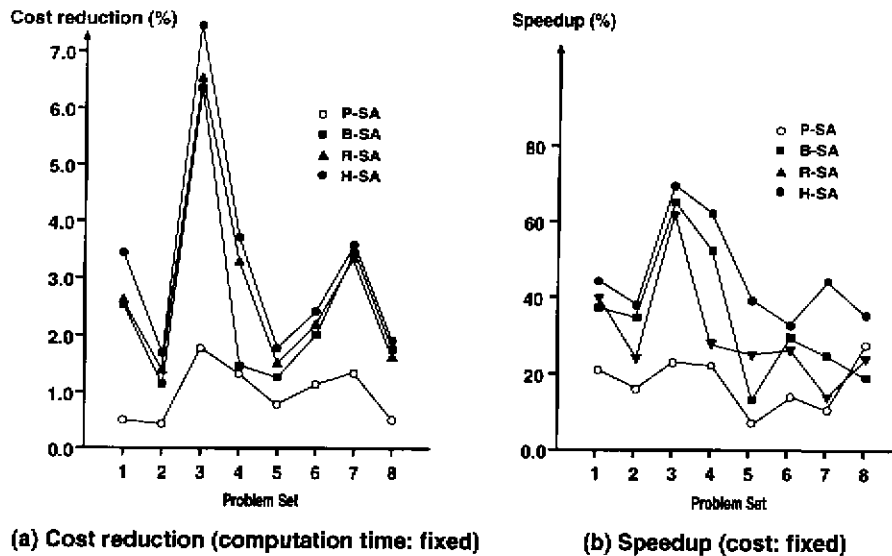 Cost reduction (%)
7.0
6.0
5.0
4.0
3.0
2.0
1.0
0.0
1 2 3 4 5 6 7 8
Problem Set
P-SA
B-SA
R-SA
H-SA
(a) Cost reduction (computation time: fixed)
Speedup (%)
80
60
40
20
0.0
1 2 3 4 5 6 7 8
Problem Set
P-SA
B-SA
R-SA
H-SA
(b) Speedup (cost: fixed)